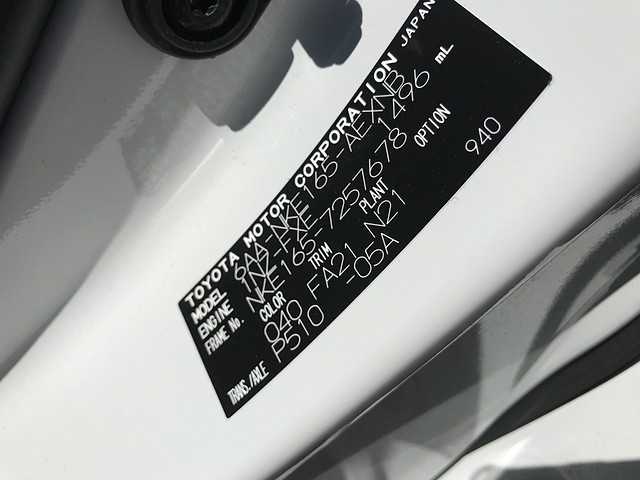 TOYOTA MOTOR CORPORATION JAPAN
MODEL 6AA-NKE165-AEXNB
ENGINE 1NZ-FXE 1496 mL
FRAME No. NKE165-7257678
COLOR TRIM PLANT OPTION
040 FA21 N21 940
TRANS./AXLE P510 -05A